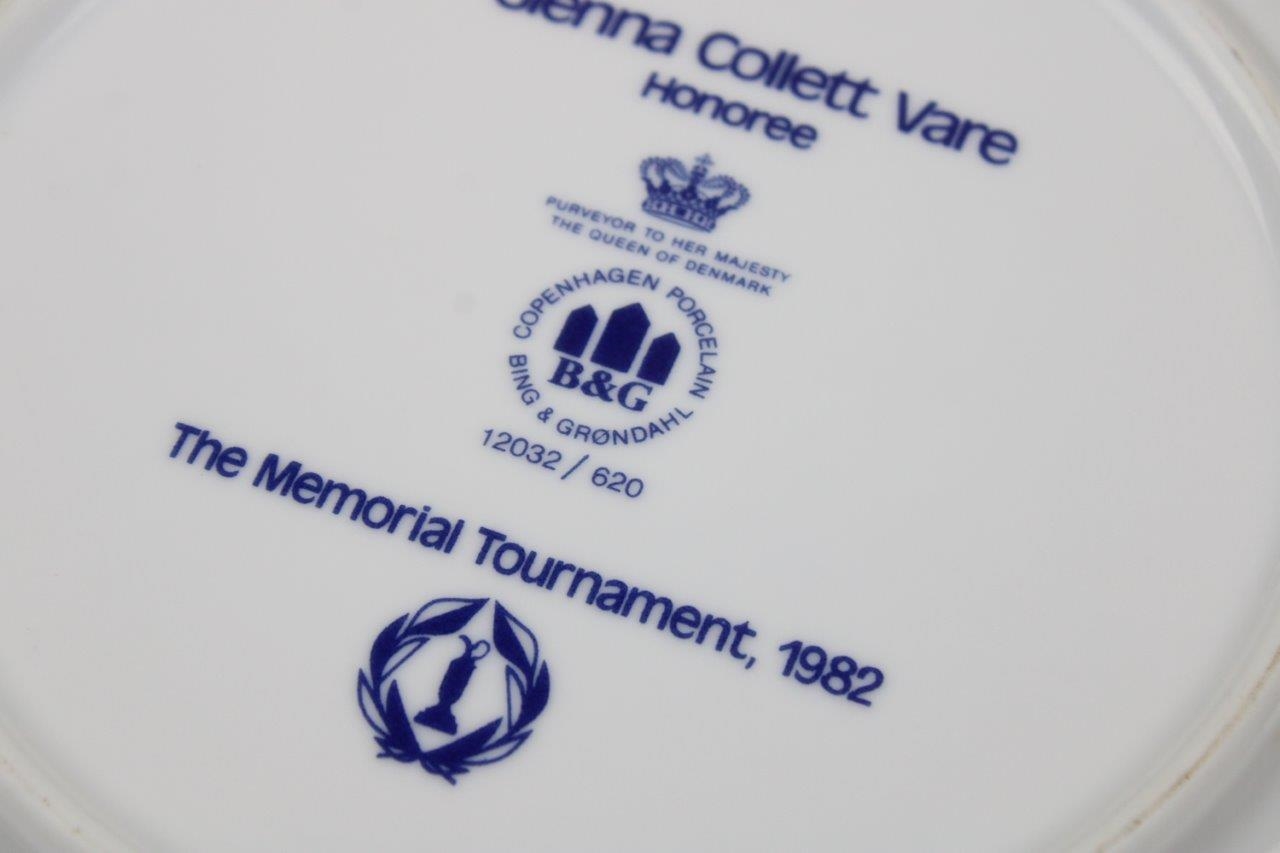 Glenna Collett Vare
Honoree
PURVEYOR TO HER MAJESTY
THE QUEEN OF DENMARK
COPENHAGEN PORCELAIN
B&G
BING & GRØNDAHL
12032 / 620
The Memorial Tournament, 1982